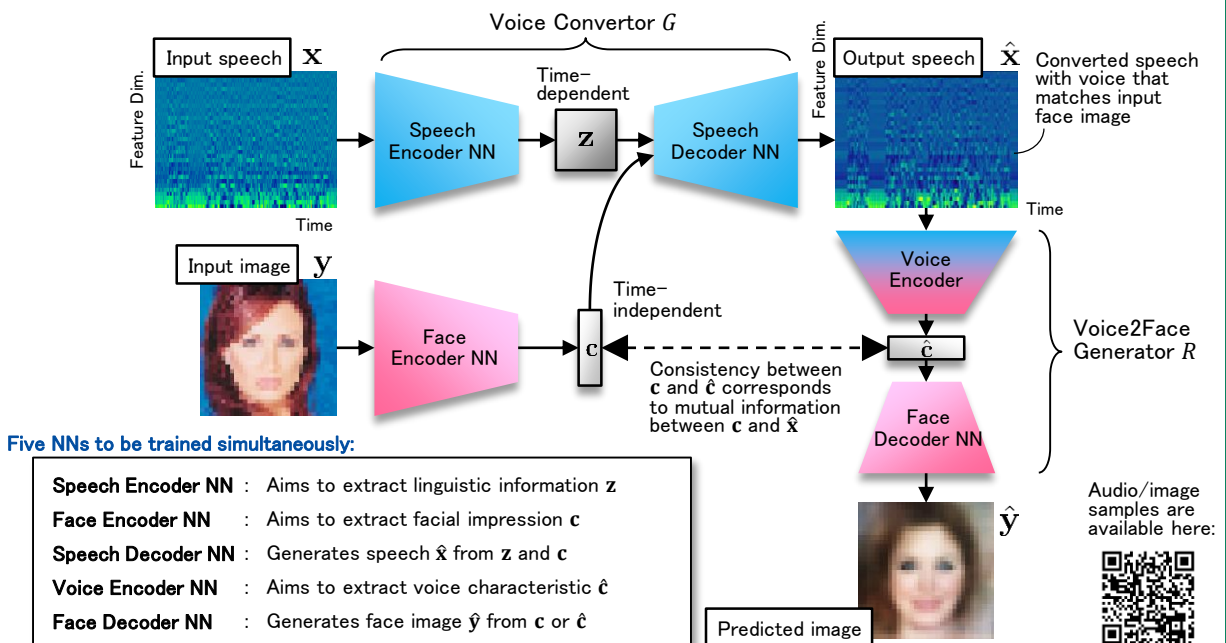 Voice Convertor G
Input speech x
Feature Dim.
Time
Speech
Encoder NN
Time-
dependent
z
Speech
Decoder NN
Feature Dim.
Output speech x̂
Time
Converted speech
with voice that
matches input
face image
Input image y
Face
Encoder NN
Time-
independent
c
Consistency between
c and ĉ corresponds
to mutual information
between c and x̂
Voice
Encoder
ĉ
Face
Decoder NN
Voice2Face
Generator R
ŷ
Predicted image
Audio/image
samples are
available here:
Five NNs to be trained simultaneously:
Speech Encoder NN : Aims to extract linguistic information z
Face Encoder NN : Aims to extract facial impression c
Speech Decoder NN : Generates speech x̂ from z and c
Voice Encoder NN : Aims to extract voice characteristic ĉ
Face Decoder NN : Generates face image ŷ from c or ĉ